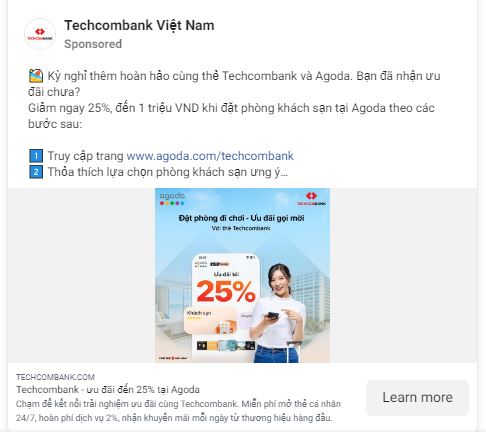 Techcombank Việt Nam
Sponsored
Kỳ nghỉ thêm hoàn hảo cùng thẻ Techcombank và Agoda. Bạn đã nhận ưu
đãi chưa?
Giảm ngay 25%, đến 1 triệu VND khi đặt phòng khách sạn tại Agoda theo các
bước sau:
1 Truy cập trang www.agoda.com/techcombank
2 Thỏa thích lựa chọn phòng khách sạn ưng ý...
agoda
TECHCOMBANK
Đặt phòng đi chơi - Ưu đãi gọi mời
Với thẻ Techcombank
agoda
Ưu đãi tới
25%
Khách sạn
TECHCOMBANK.COM
Techcombank - ưu đãi đến 25% tại Agoda
Chạm để kết nối trải nghiệm ưu đãi cùng Techcombank. Miễn phí mở thẻ cá nhân
24/7, hoàn phí dịch vụ 2%, nhận khuyến mãi mỗi ngày từ thương hiệu hàng đầu.
Learn more